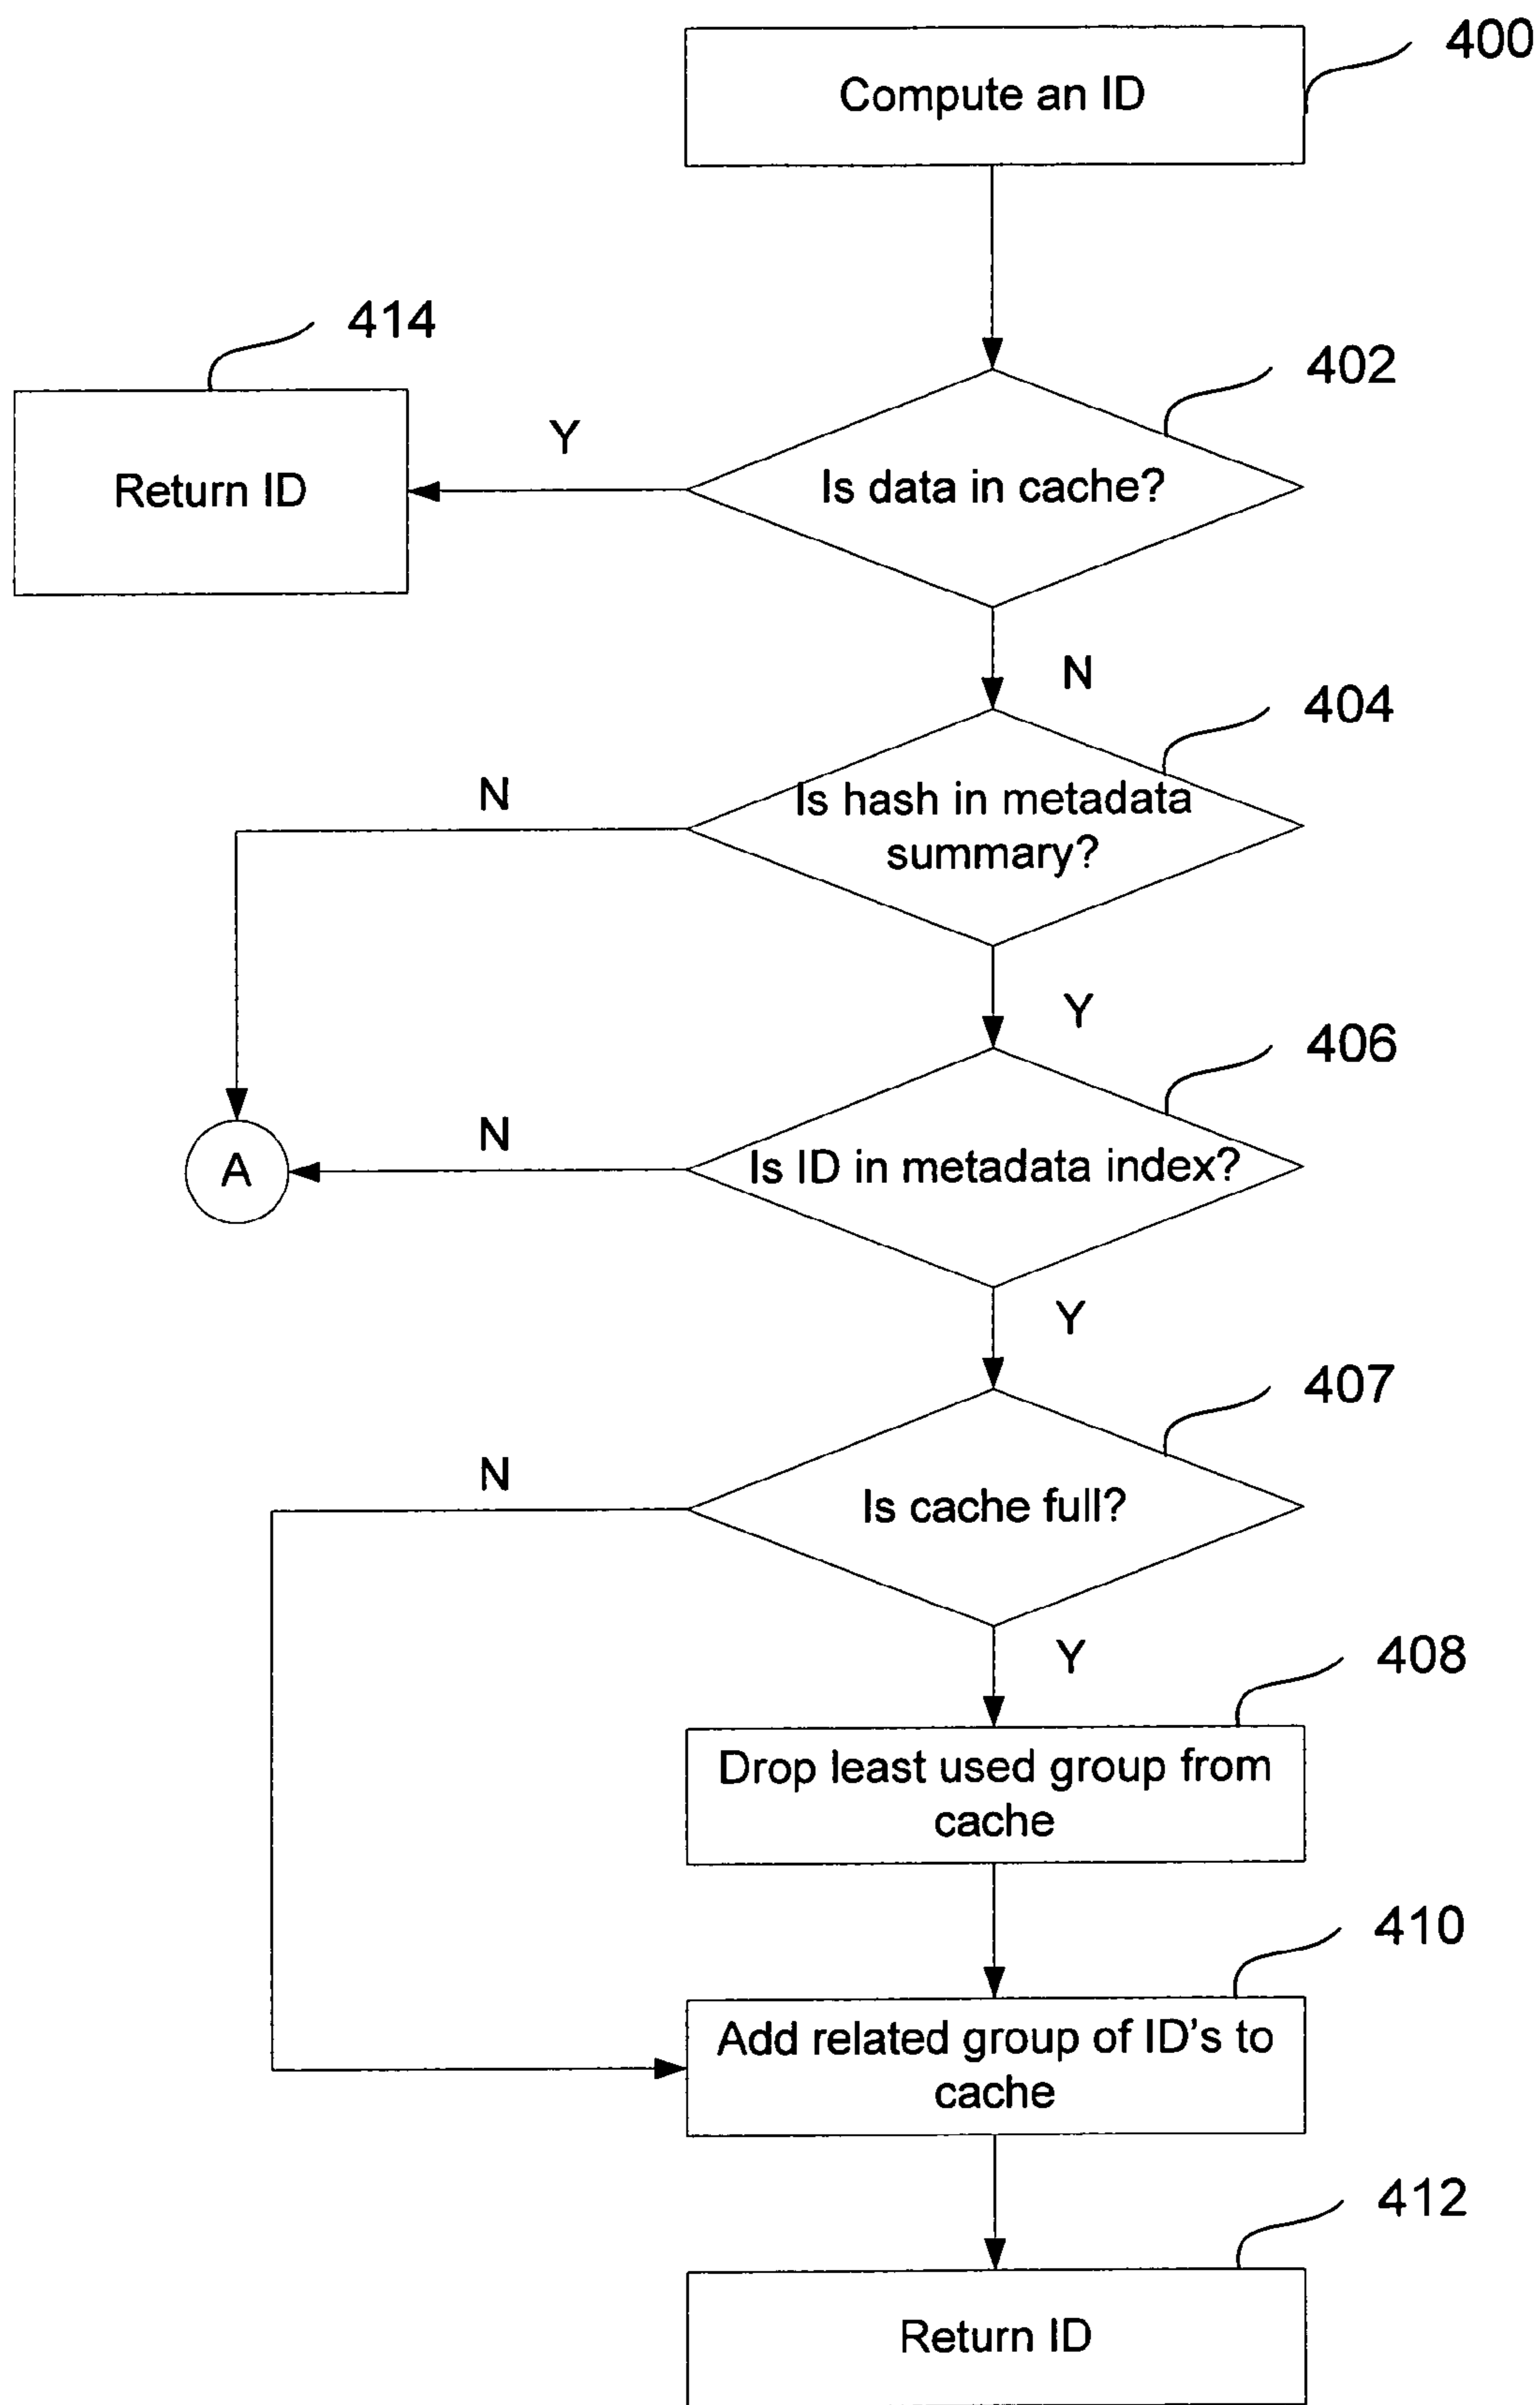 400
Compute an ID
414
402
Y
Return ID
Is data in cache?
N
404
N
Is hash in metadata
summary?
Y
406
N
A
Is ID in metadata index?
Y
407
N
Is cache full?
Y
408
Drop least used group from
cache
410
Add related group of ID's to
cache
412
Return ID